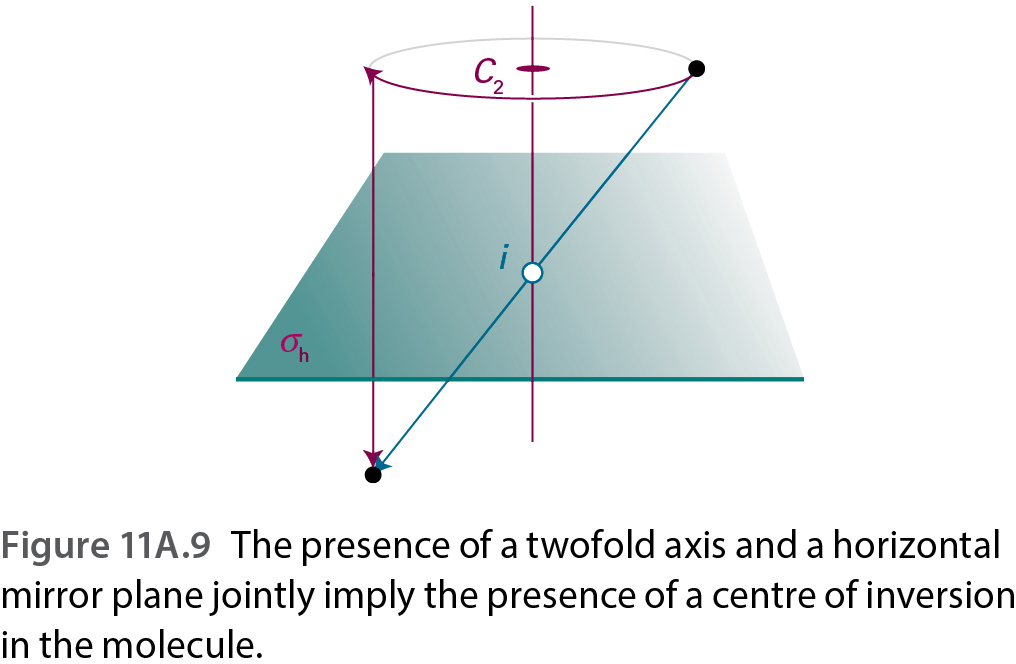 C₂
i
σₕ
Figure 11A.9 The presence of a twofold axis and a horizontal
mirror plane jointly imply the presence of a centre of inversion
in the molecule.